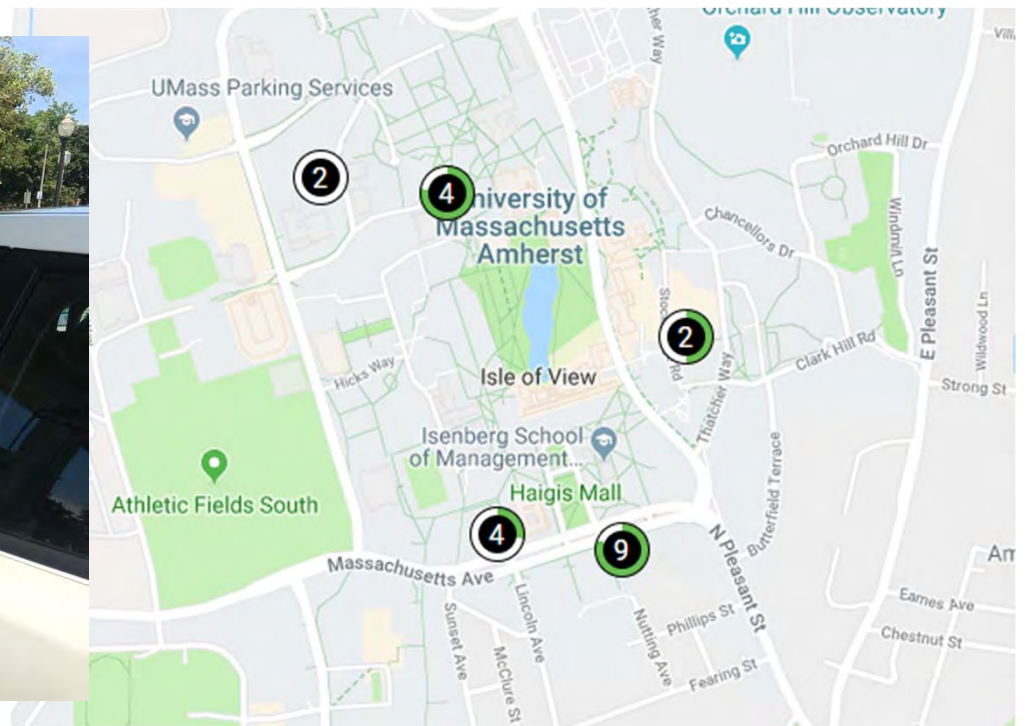 Orchard Hill Observatory
UMass Parking Services
2
4
University of
Massachusetts
Amherst
Orchard Hill Dr
Windmill Ln
Chancellors Dr
E Pleasant St
Wildwood Ln
2
Clark Hill Rd
Strong St
Thatcher Way
Hicks Way
Isle of View
Isenberg School
of Management...
Haigis Mall
Athletic Fields South
4
9
Butterfield Terrace
N Pleasant St
Massachusetts Ave
Sunset Ave
Lincoln Ave
McClure St
Nutting Ave
Phillips St
Fearing St
Eames Ave
Chestnut St